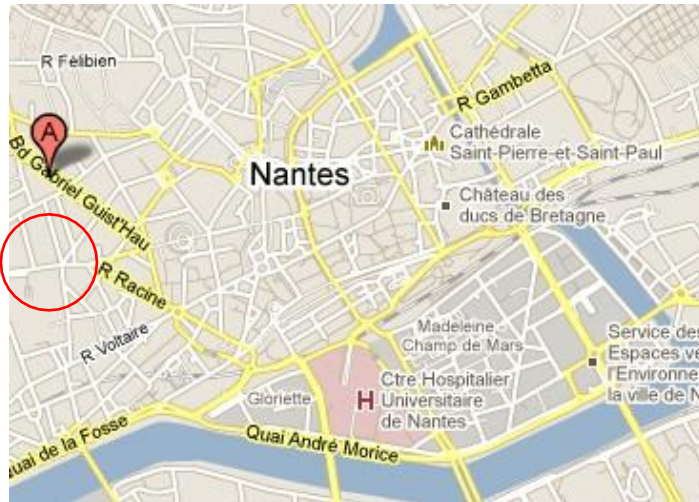 R Félibien
R Gambetta
A
Cathédrale
Saint-Pierre-et-Saint-Paul
Bd Gabriel Guist'Hau
Nantes
Château des
ducs de Bretagne
R Racine
R Voltaire
Madeleine
Champ de Mars
Service des
Espaces ve
l'Environne
la ville de N
Gloriette
H
Ctre Hospitalier
Universitaire
de Nantes
uai de la Fosse
Quai André Morice